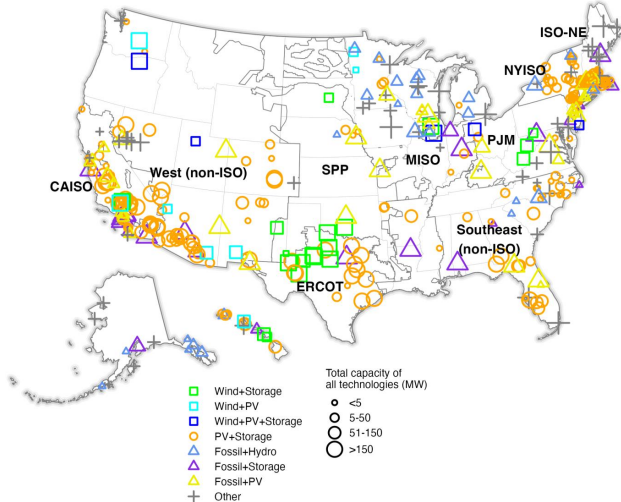 ISO-NE
NYISO
PJM
MISO
West (non-ISO)
SPP
CAISO
Southeast
(non-ISO)
ERCOT
Total capacity of
all technologies (MW)
Wind+Storage
Wind+PV
Wind+PV+Storage
PV+Storage
Fossil+Hydro
Fossil+Storage
Fossil+PV
Other
<5
5-50
51-150
>150